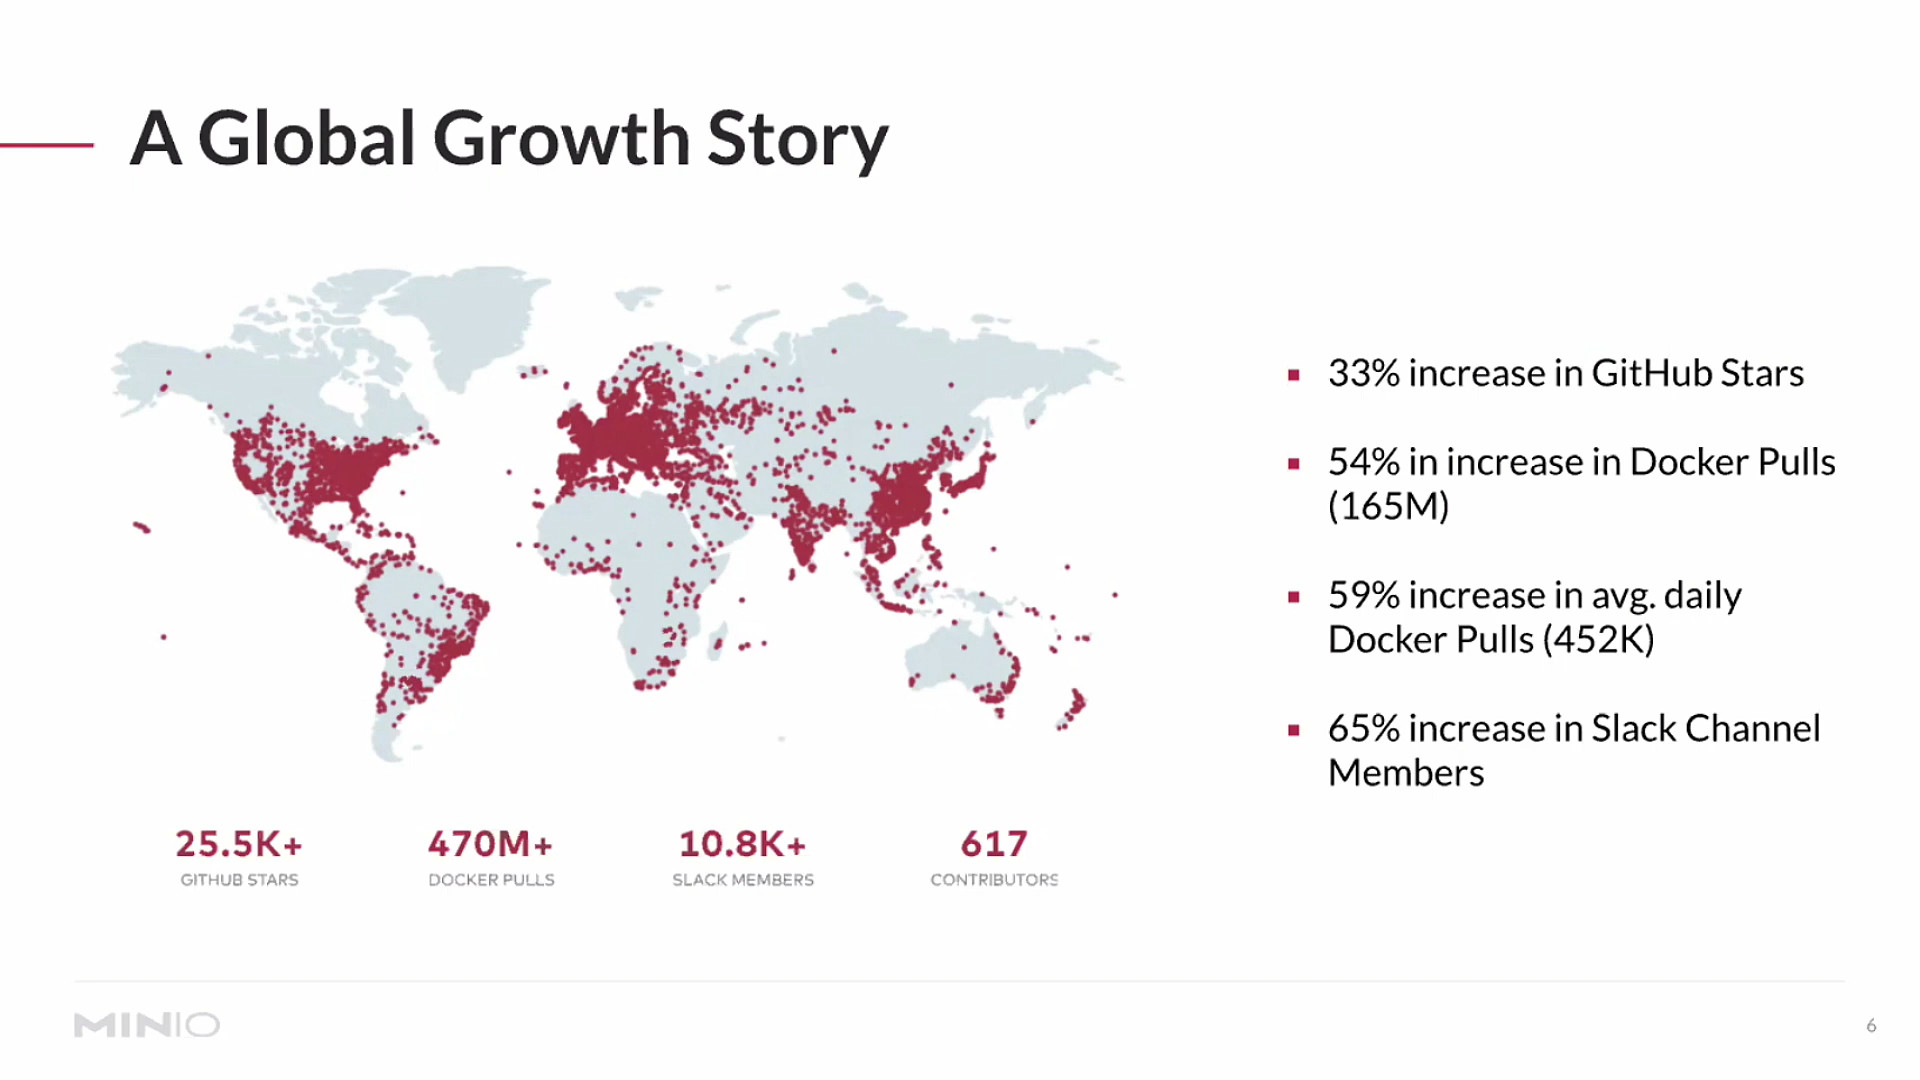 A Global Growth Story
33% increase in GitHub Stars
54% in increase in Docker Pulls
(165M)
59% increase in avg. daily
Docker Pulls (452K)
65% increase in Slack Channel
Members
25.5K+ 470M+ 10.8K+ 617
GITHUB STARS DOCKER PULLS SLACK MEMBERS CONTRIBUTORS
MINIO
6